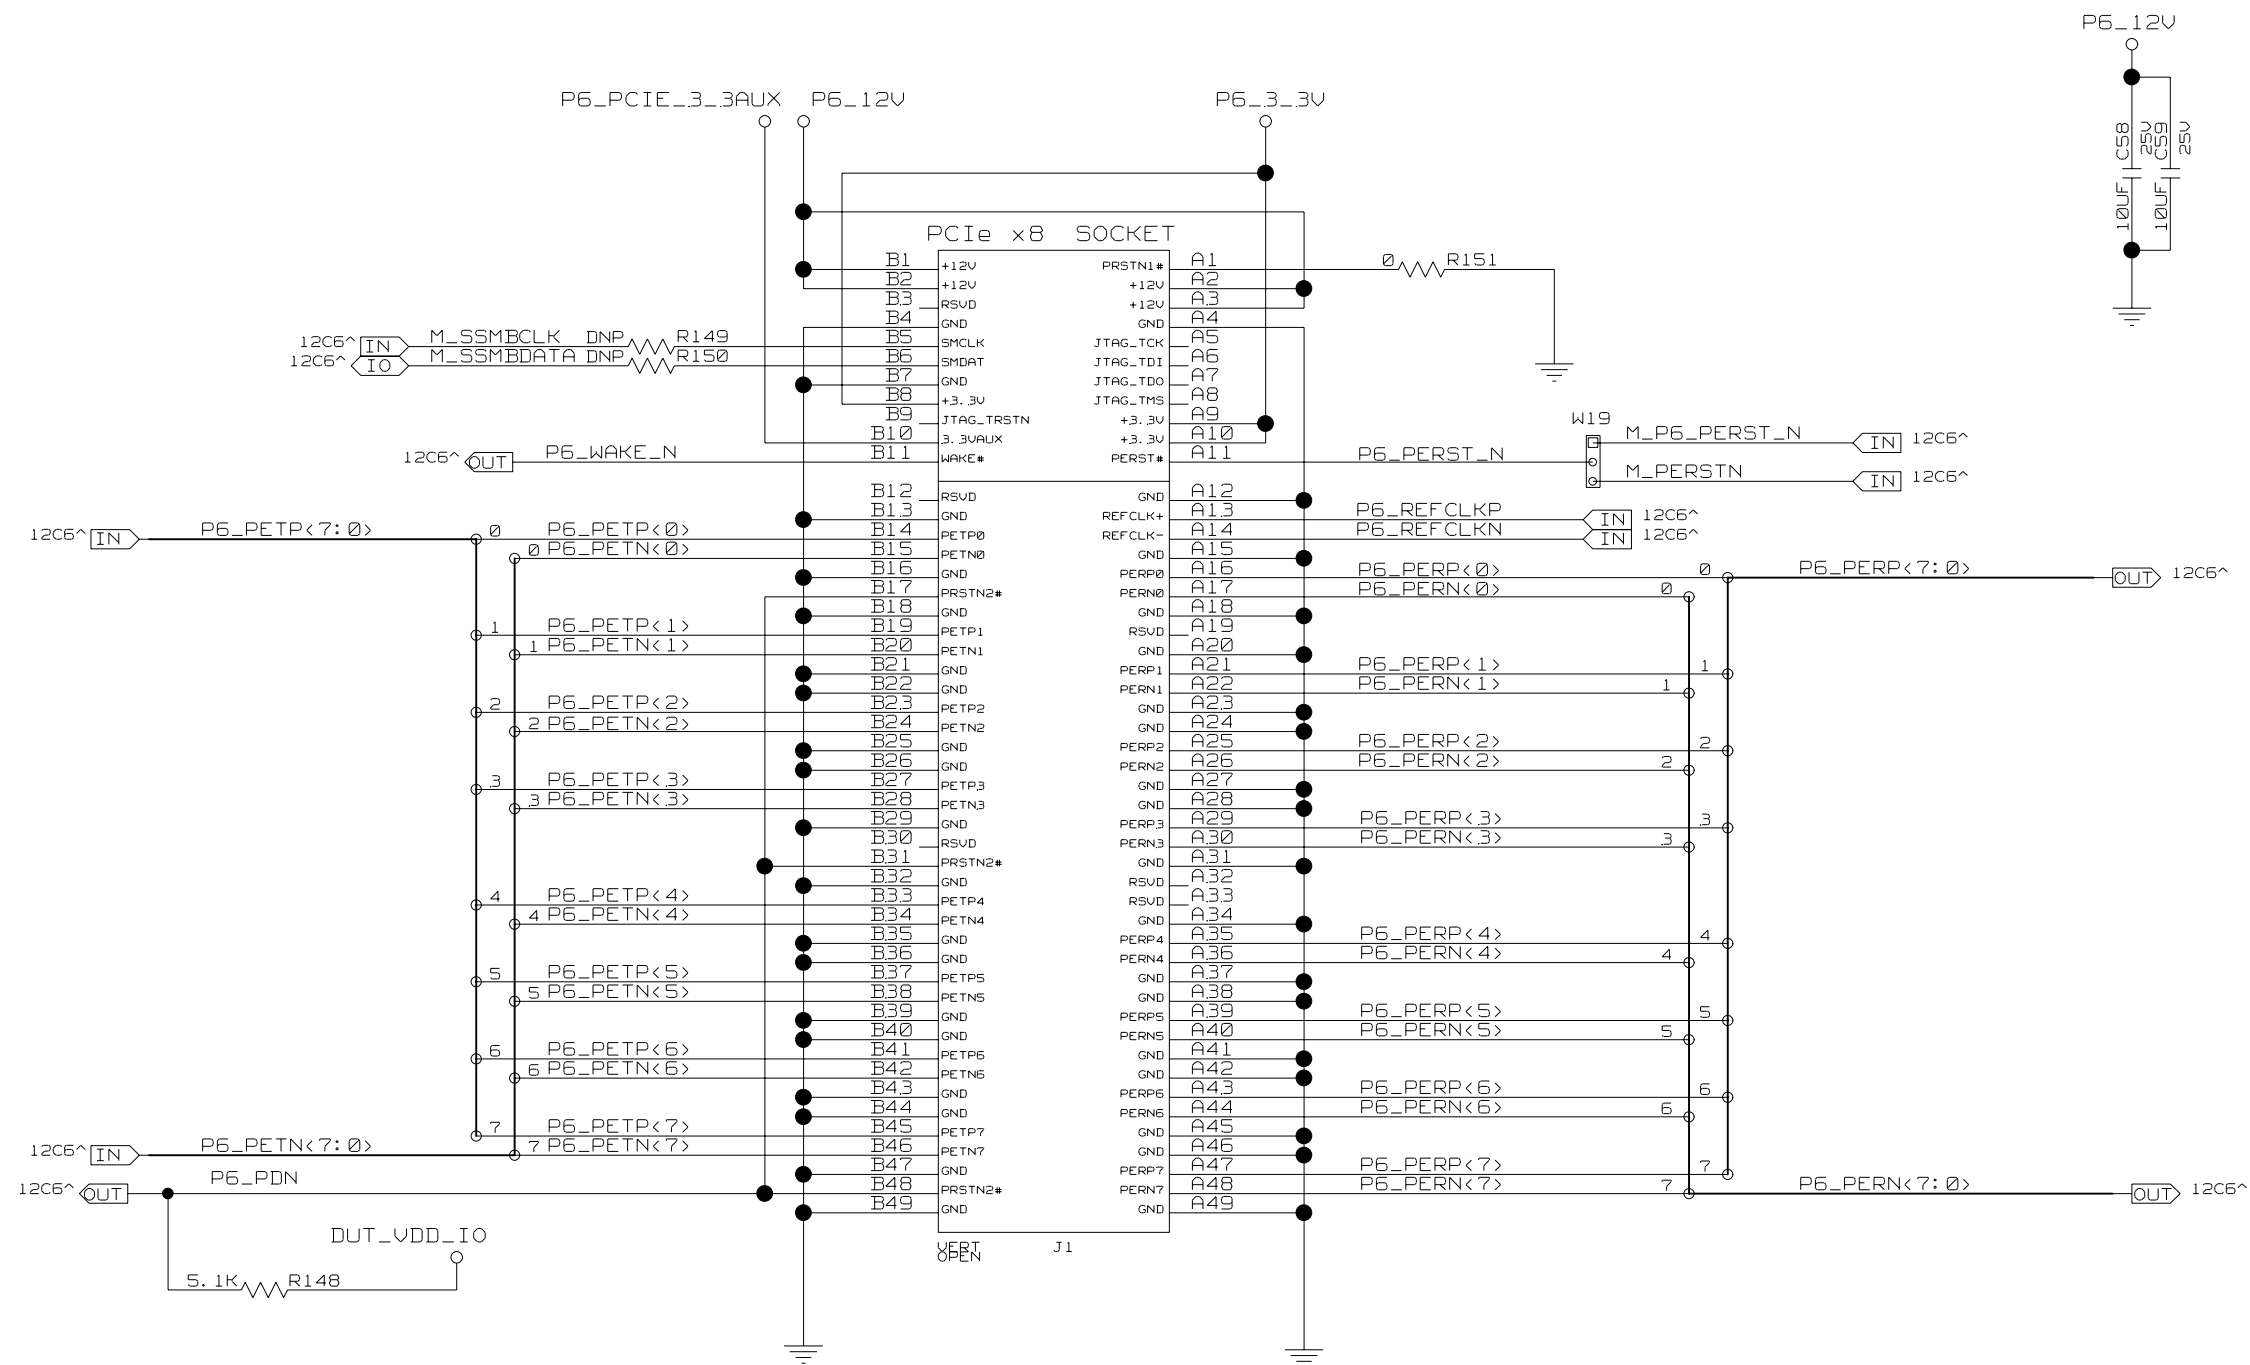 P6_12V
C58
25V
C59
25V
10UF
10UF
P6_PCIE_3_3AUX P6_12V
P6_3_3V
PCIe x8 SOCKET
B1 +12V PRSTN1# A1 0 R151
B2 +12V +12V A2
B3 RSVD +12V A3
B4 GND GND A4
12C6^ IN M_SSMBCLK DNP R149 B5 SMCLK JTAG_TCK A5
12C6^ IO M_SSMBDATA DNP R150 B6 SMDAT JTAG_TDI A6
B7 GND JTAG_TDO A7
B8 +3.3V JTAG_TMS A8
B9 JTAG_TRSTN +3.3V A9
W19
B10 3.3VAUX +3.3V A10 M_P6_PERST_N IN 12C6^
12C6^ OUT P6_WAKE_N B11 WAKE# PERST# A11 P6_PERST_N
M_PERSTN IN 12C6^
B12 RSVD GND A12
B13 GND REFCLK+ A13 P6_REFCLKP IN 12C6^
12C6^ IN P6_PETP<7:0> 0 P6_PETP<0> B14 PETP0 REFCLK- A14 P6_REFCLKN IN 12C6^
0 P6_PETN<0> B15 PETN0 GND A15
B16 GND PERP0 A16 P6_PERP<0> 0 P6_PERP<7:0> OUT 12C6^
B17 PRSTN2# PERN0 A17 P6_PERN<0> 0
B18 GND GND A18
1 P6_PETP<1> B19 PETP1 RSVD A19
1 P6_PETN<1> B20 PETN1 GND A20
B21 GND PERP1 A21 P6_PERP<1> 1
B22 GND PERN1 A22 P6_PERN<1> 1
2 P6_PETP<2> B23 PETP2 GND A23
2 P6_PETN<2> B24 PETN2 GND A24
B25 GND PERP2 A25 P6_PERP<2> 2
B26 GND PERN2 A26 P6_PERN<2> 2
3 P6_PETP<3> B27 PETP3 GND A27
3 P6_PETN<3> B28 PETN3 GND A28
B29 GND PERP3 A29 P6_PERP<3> 3
B30 RSVD PERN3 A30 P6_PERN<3> 3
B31 PRSTN2# GND A31
B32 GND RSVD A32
4 P6_PETP<4> B33 PETP4 RSVD A33
4 P6_PETN<4> B34 PETN4 GND A34
B35 GND PERP4 A35 P6_PERP<4> 4
B36 GND PERN4 A36 P6_PERN<4> 4
5 P6_PETP<5> B37 PETP5 GND A37
5 P6_PETN<5> B38 PETN5 GND A38
B39 GND PERP5 A39 P6_PERP<5> 5
B40 GND PERN5 A40 P6_PERN<5> 5
6 P6_PETP<6> B41 PETP6 GND A41
6 P6_PETN<6> B42 PETN6 GND A42
B43 GND PERP6 A43 P6_PERP<6> 6
B44 GND PERN6 A44 P6_PERN<6> 6
7 P6_PETP<7> B45 PETP7 GND A45
12C6^ IN P6_PETN<7:0> 7 P6_PETN<7> B46 PETN7 GND A46
B47 GND PERP7 A47 P6_PERP<7> 7
12C6^ OUT P6_PDN B48 PRSTN2# PERN7 A48 P6_PERN<7> 7 P6_PERN<7:0> OUT 12C6^
B49 GND GND A49
DUT_VDD_IO
VERT J1
OPEN
5.1K R148